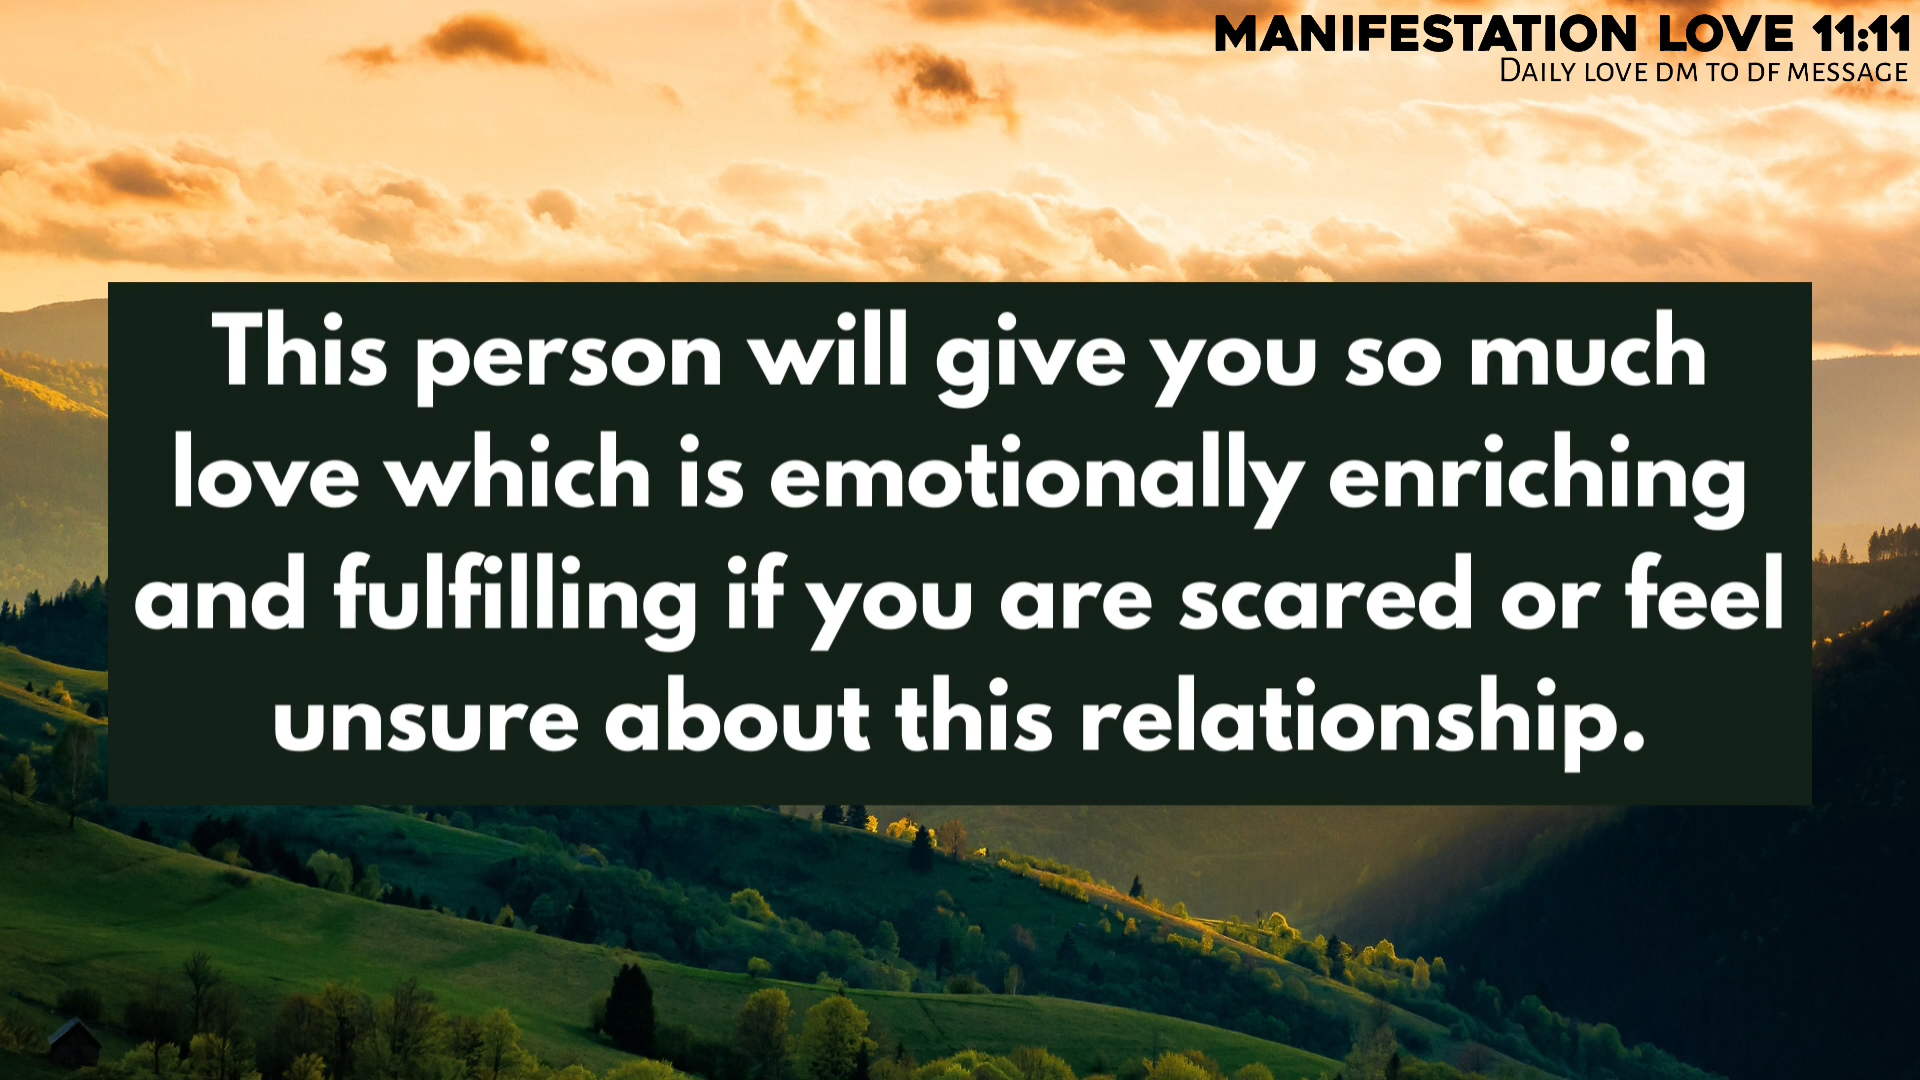 MANIFESTATION LOVE 11:11
DAILY LOVE DM TO DF MESSAGE
This person will give you so much
love which is emotionally enriching
and fulfilling if you are scared or feel
unsure about this relationship.